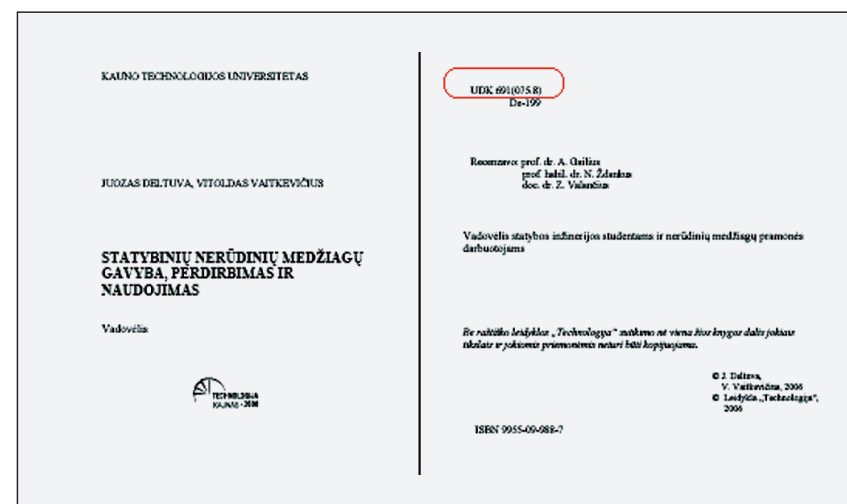 KAUNO TECHNOLOGIJOS UNIVERSITETAS
JUOZAS DELTUVA, VITOLDAS VAITKEVIČIUS
STATYBINIŲ NERŪDINIŲ MEDŽIAGŲ
GAVYBA, PERDIRBIMAS IR
NAUDOJIMAS
Vadovėlis
TECHNOLOGIJA
KAUNAS • 2006
UDK 691(075.8)
De-199
Recenzavo: prof. dr. A. Gailius
prof. habil. dr. N. Ždankus
doc. dr. Z. Valančius
Vadovėlis statybos inžinerijos studentams ir nerūdinių medžiagų pramonės
darbuotojams
Be raštiško leidyklos „Technologija“ sutikimo nė viena šios knygos dalis jokiais
tikslais ir jokiomis priemonėmis neturi būti kopijuojama.
© J. Deltuva,
V. Vaitkevičius, 2006
© Leidykla „Technologija“,
2006
ISBN 9955-09-988-7